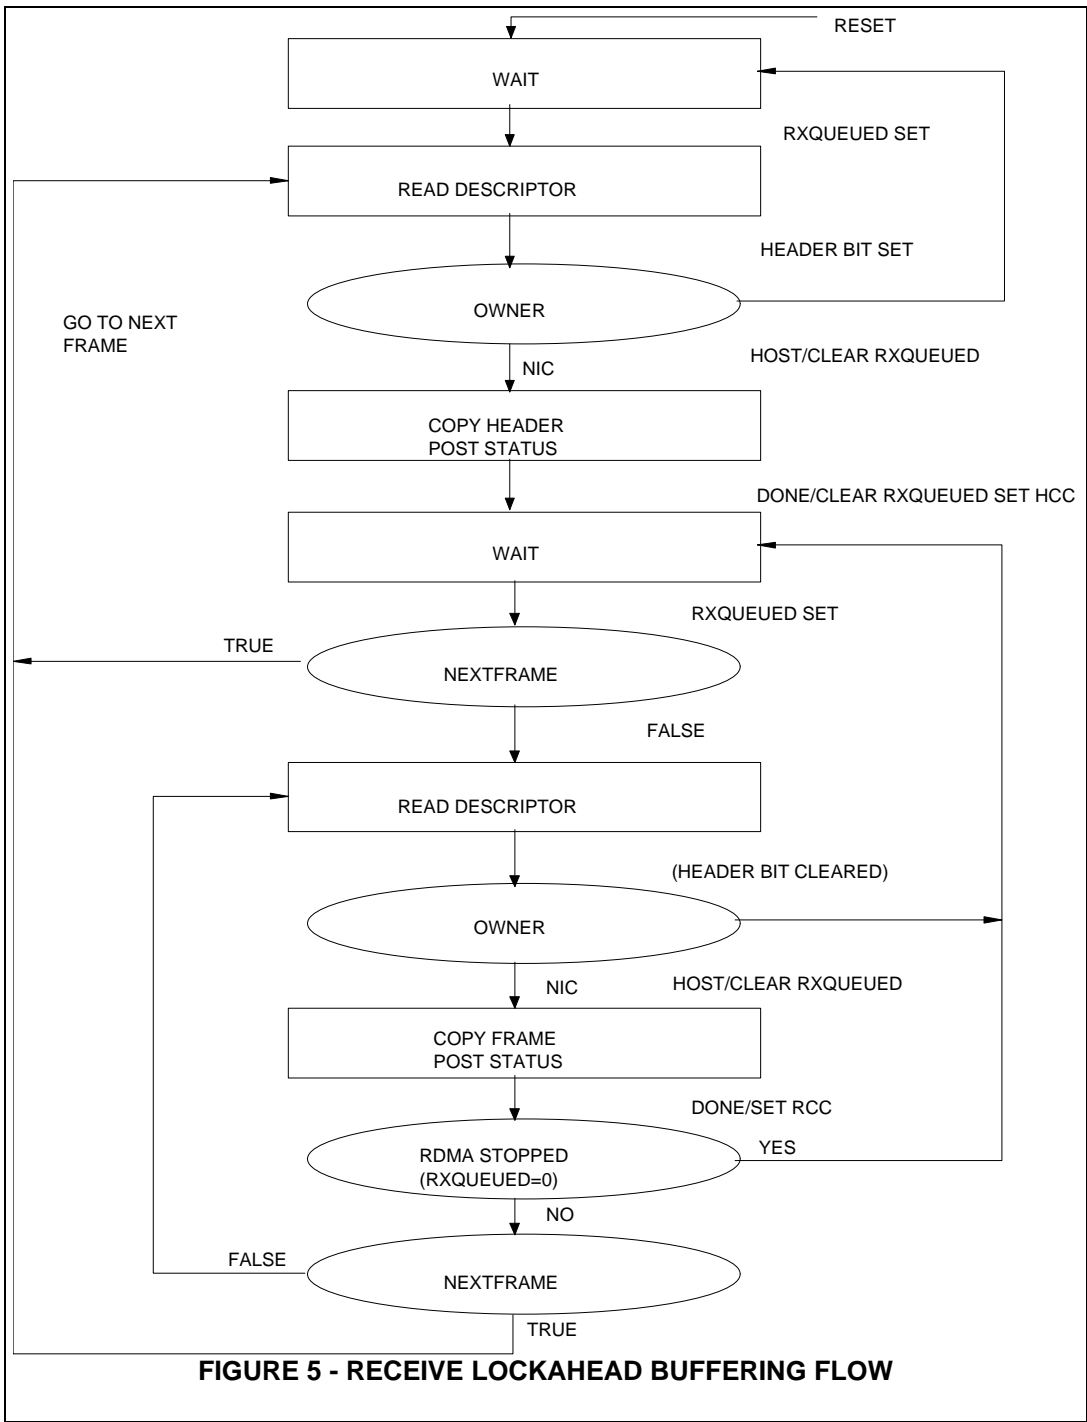 RESET
WAIT
RXQUEUED SET
READ DESCRIPTOR
HEADER BIT SET
OWNER
GO TO NEXT
FRAME
HOST/CLEAR RXQUEUED
NIC
COPY HEADER
POST STATUS
DONE/CLEAR RXQUEUED SET HCC
WAIT
RXQUEUED SET
TRUE
NEXTFRAME
FALSE
READ DESCRIPTOR
(HEADER BIT CLEARED)
OWNER
HOST/CLEAR RXQUEUED
NIC
COPY FRAME
POST STATUS
DONE/SET RCC
YES
RDMA STOPPED
(RXQUEUED=0)
NO
FALSE
NEXTFRAME
TRUE
FIGURE 5 - RECEIVE LOCKAHEAD BUFFERING FLOW